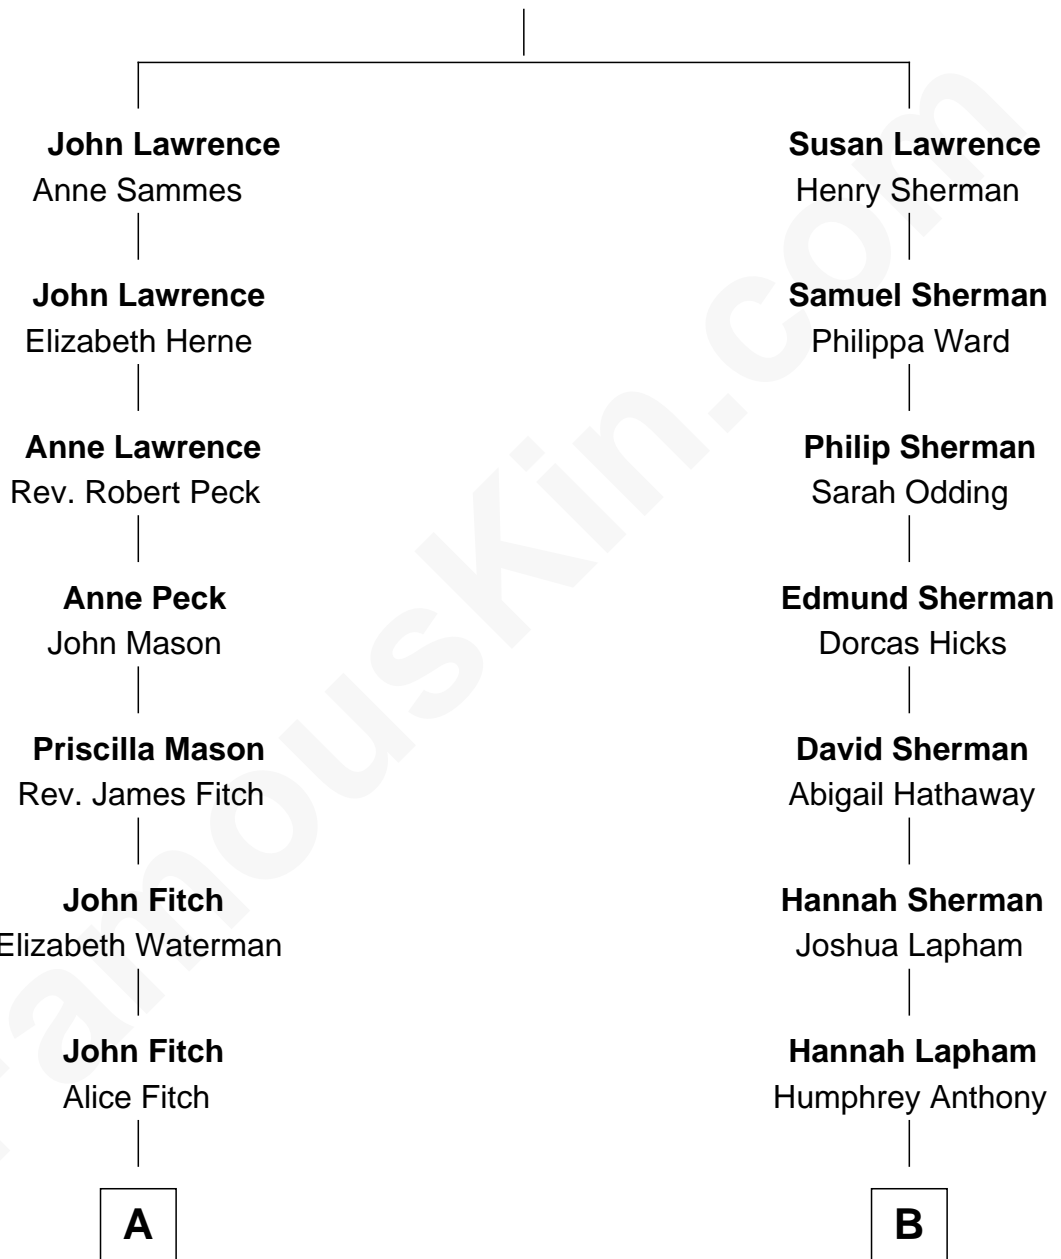 John Lawrence
Anne Sammes
John Lawrence
Elizabeth Herne
Anne Lawrence
Rev. Robert Peck
Anne Peck
John Mason
Priscilla Mason
Rev. James Fitch
John Fitch
Elizabeth Waterman
John Fitch
Alice Fitch
A
Susan Lawrence
Henry Sherman
Samuel Sherman
Philippa Ward
Philip Sherman
Sarah Odding
Edmund Sherman
Dorcas Hicks
David Sherman
Abigail Hathaway
Hannah Sherman
Joshua Lapham
Hannah Lapham
Humphrey Anthony
B
FamousKin.com